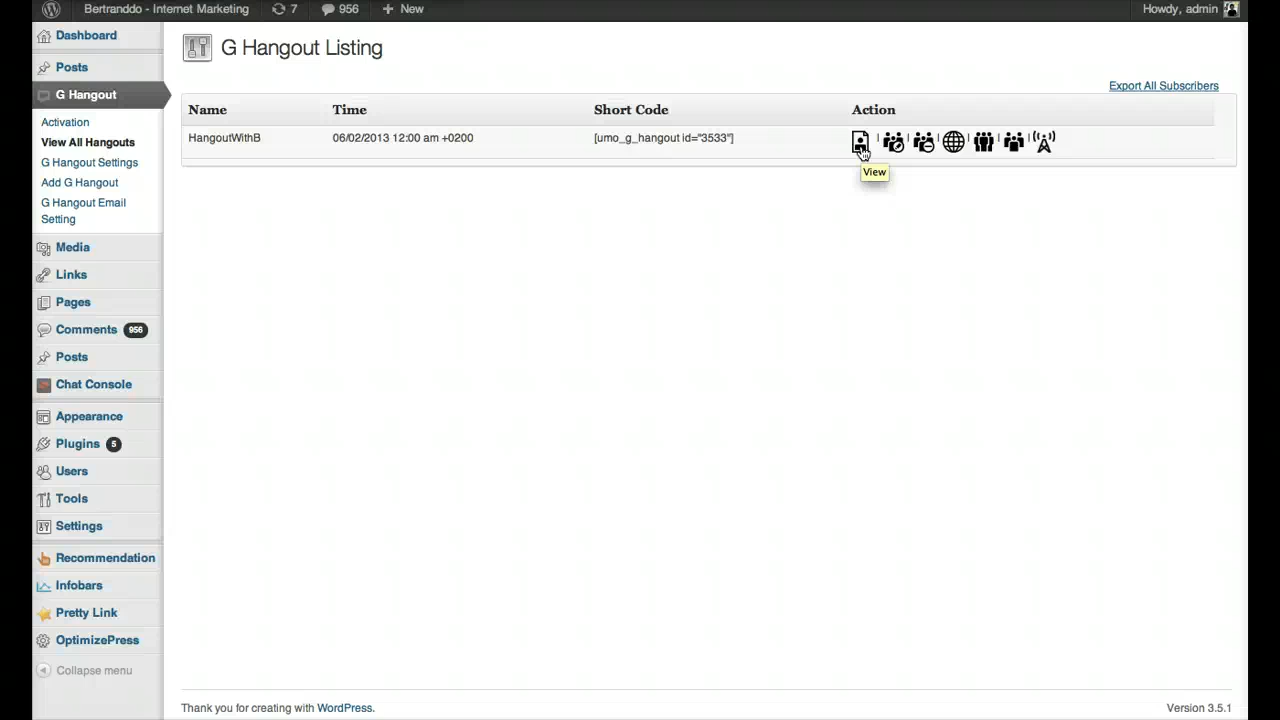 Bertranddo - Internet Marketing 7 956 New Howdy, admin
Dashboard
Posts
G Hangout
Activation
View All Hangouts
G Hangout Settings
Add G Hangout
G Hangout Email
Setting
Media
Links
Pages
Comments 956
Posts
Chat Console
Appearance
Plugins 5
Users
Tools
Settings
Recommendation
Infobars
Pretty Link
OptimizePress
Collapse menu
G Hangout Listing
Export All Subscribers
Name Time Short Code Action
HangoutWithB 06/02/2013 12:00 am +0200 [umo_g_hangout id="3533"]
View
Thank you for creating with WordPress. Version 3.5.1